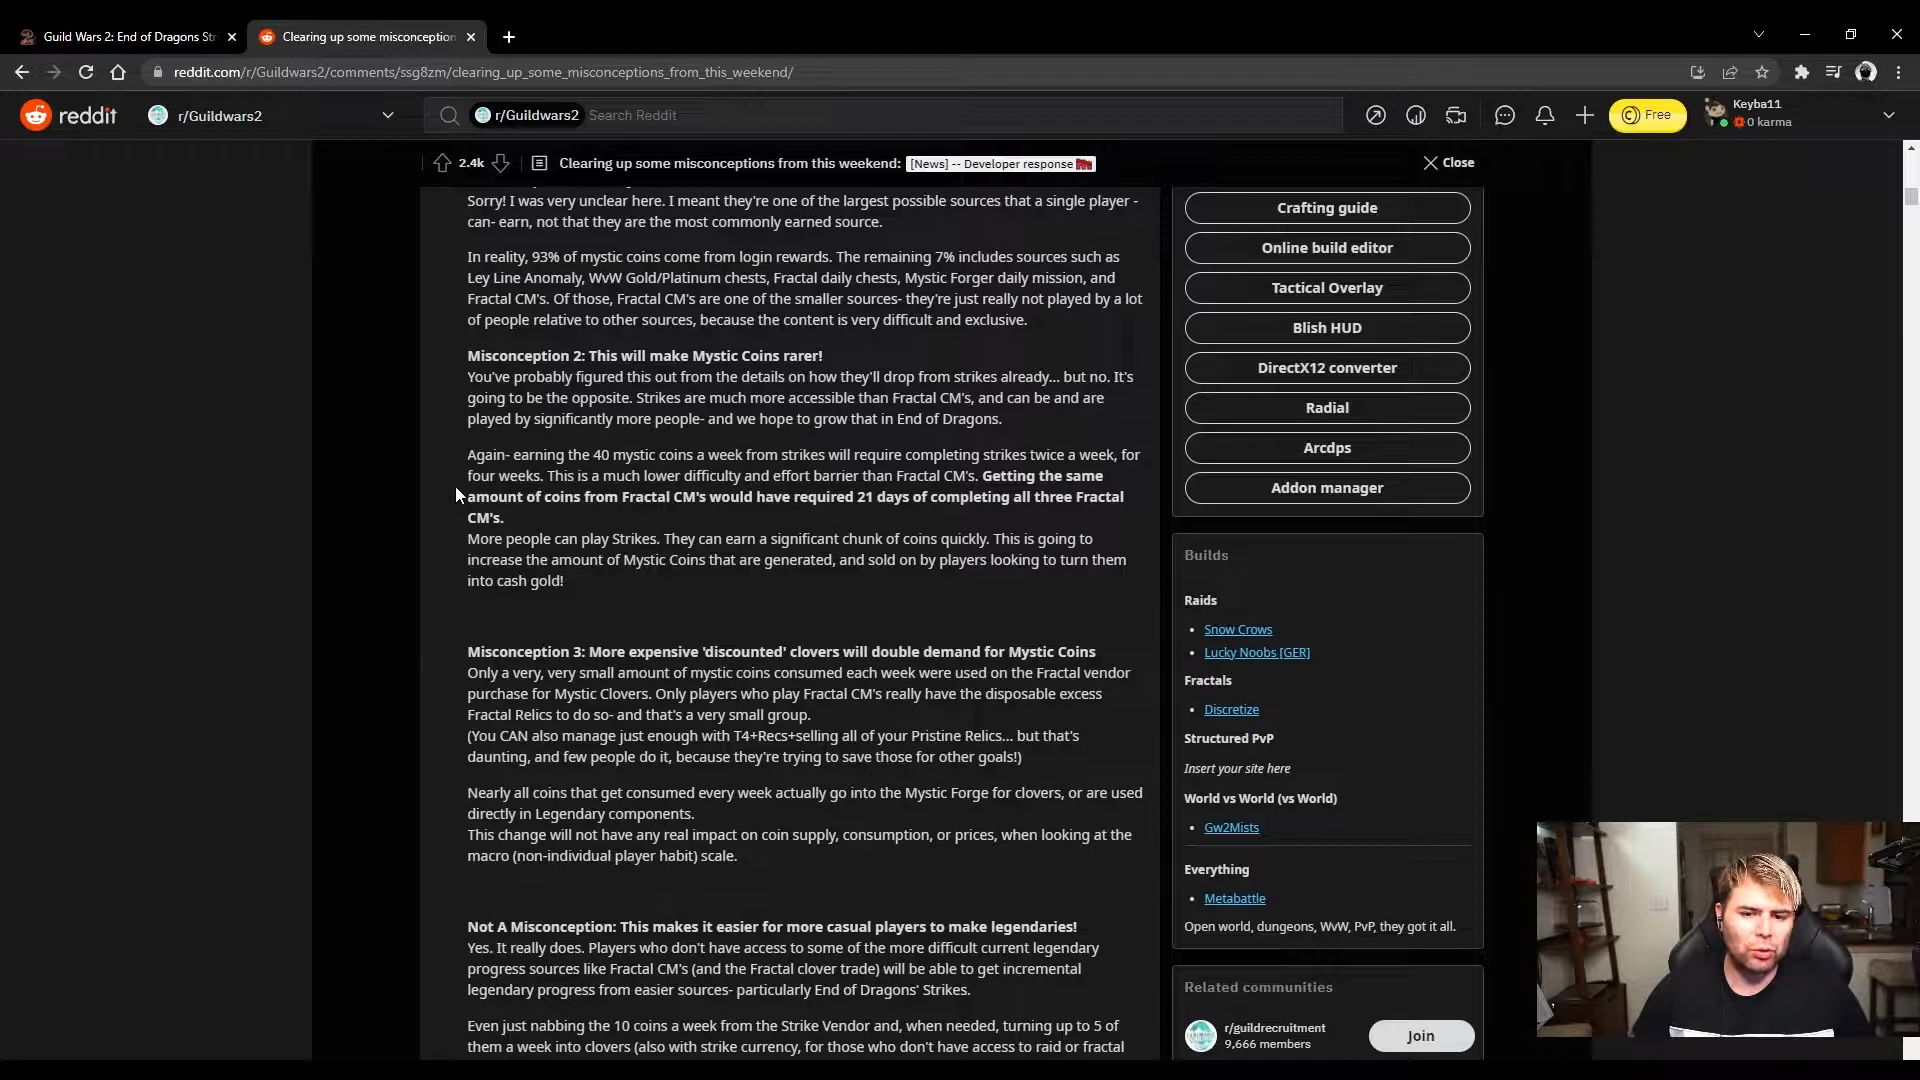 Guild Wars 2: End of Dragons Str
Clearing up some misconception
reddit.com/r/Guildwars2/comments/ssg8zm/clearing_up_some_misconceptions_from_this_weekend/
reddit
r/Guildwars2
r/Guildwars2
Search Reddit
Free
Keyba11
0 karma
2.4k
Clearing up some misconceptions from this weekend:
[News] -- Developer response
Close
Sorry! I was very unclear here. I meant they're one of the largest possible sources that a single player -
can- earn, not that they are the most commonly earned source.
In reality, 93% of mystic coins come from login rewards. The remaining 7% includes sources such as
Ley Line Anomaly, WvW Gold/Platinum chests, Fractal daily chests, Mystic Forger daily mission, and
Fractal CM's. Of those, Fractal CM's are one of the smaller sources- they're just really not played by a lot
of people relative to other sources, because the content is very difficult and exclusive.
Misconception 2: This will make Mystic Coins rarer!
You've probably figured this out from the details on how they'll drop from strikes already... but no. It's
going to be the opposite. Strikes are much more accessible than Fractal CM's, and can be and are
played by significantly more people- and we hope to grow that in End of Dragons.
Again- earning the 40 mystic coins a week from strikes will require completing strikes twice a week, for
four weeks. This is a much lower difficulty and effort barrier than Fractal CM's. Getting the same
amount of coins from Fractal CM's would have required 21 days of completing all three Fractal
CM's.
More people can play Strikes. They can earn a significant chunk of coins quickly. This is going to
increase the amount of Mystic Coins that are generated, and sold on by players looking to turn them
into cash gold!
Misconception 3: More expensive 'discounted' clovers will double demand for Mystic Coins
Only a very, very small amount of mystic coins consumed each week were used on the Fractal vendor
purchase for Mystic Clovers. Only players who play Fractal CM's really have the disposable excess
Fractal Relics to do so- and that's a very small group.
(You CAN also manage just enough with T4+Recs+selling all of your Pristine Relics... but that's
daunting, and few people do it, because they're trying to save those for other goals!)
Nearly all coins that get consumed every week actually go into the Mystic Forge for clovers, or are used
directly in Legendary components.
This change will not have any real impact on coin supply, consumption, or prices, when looking at the
macro (non-individual player habit) scale.
Not A Misconception: This makes it easier for more casual players to make legendaries!
Yes. It really does. Players who don't have access to some of the more difficult current legendary
progress sources like Fractal CM's (and the Fractal clover trade) will be able to get incremental
legendary progress from easier sources- particularly End of Dragons' Strikes.
Even just nabbing the 10 coins a week from the Strike Vendor and, when needed, turning up to 5 of
them a week into clovers (also with strike currency, for those who don't have access to raid or fractal
Crafting guide
Online build editor
Tactical Overlay
Blish HUD
DirectX12 converter
Radial
Arcdps
Addon manager
Builds
Raids
Snow Crows
Lucky Noobs [GER]
Fractals
Discretize
Structured PvP
Insert your site here
World vs World (vs World)
Gw2Mists
Everything
Metabattle
Open world, dungeons, WvW, PvP, they got it all.
Related communities
r/guildrecruitment
9,666 members
Join